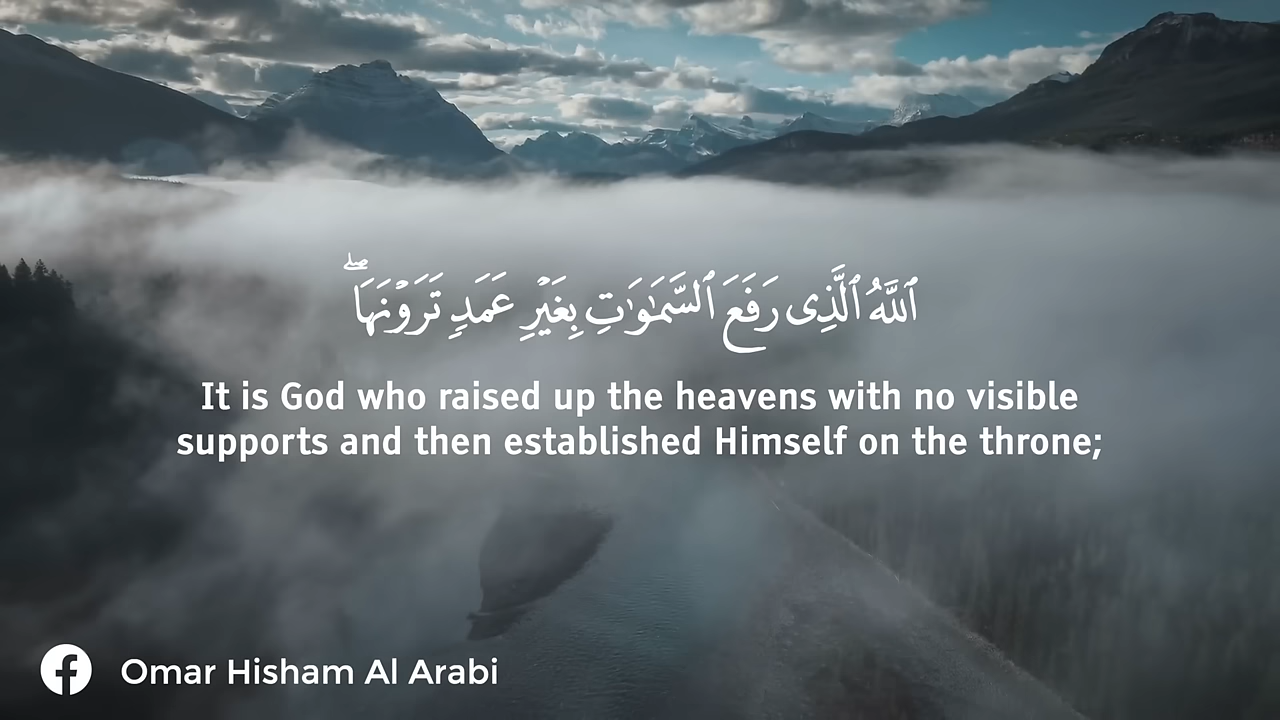 ٱللَّهُ ٱلَّذِى رَفَعَ ٱلسَّمَـٰوَٰتِ بِغَيْرِ عَمَدٍ تَرَوْنَهَا ۖ
It is God who raised up the heavens with no visible
supports and then established Himself on the throne;
Omar Hisham Al Arabi